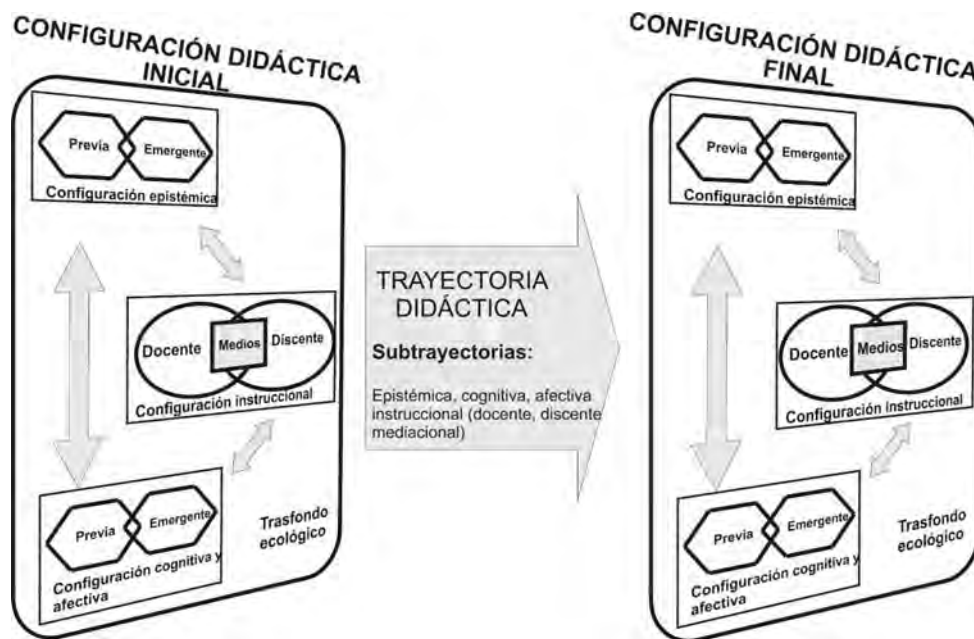 CONFIGURACIÓN DIDÁCTICA
INICIAL
Previa
Emergente
Configuración epistémica
Docente
Medios
Discente
Configuración instruccional
Previa
Emergente
Configuración cognitiva y
afectiva
Trasfondo
ecológico
TRAYECTORIA
DIDÁCTICA
Subtrayectorias:
Epistémica, cognitiva, afectiva
instruccional (docente, discente
mediacional)
CONFIGURACIÓN DIDÁCTICA
FINAL
Previa
Emergente
Configuración epistémica
Docente
Medios
Discente
Configuración instruccional
Previa
Emergente
Configuración cognitiva y
afectiva
Trasfondo
ecológico